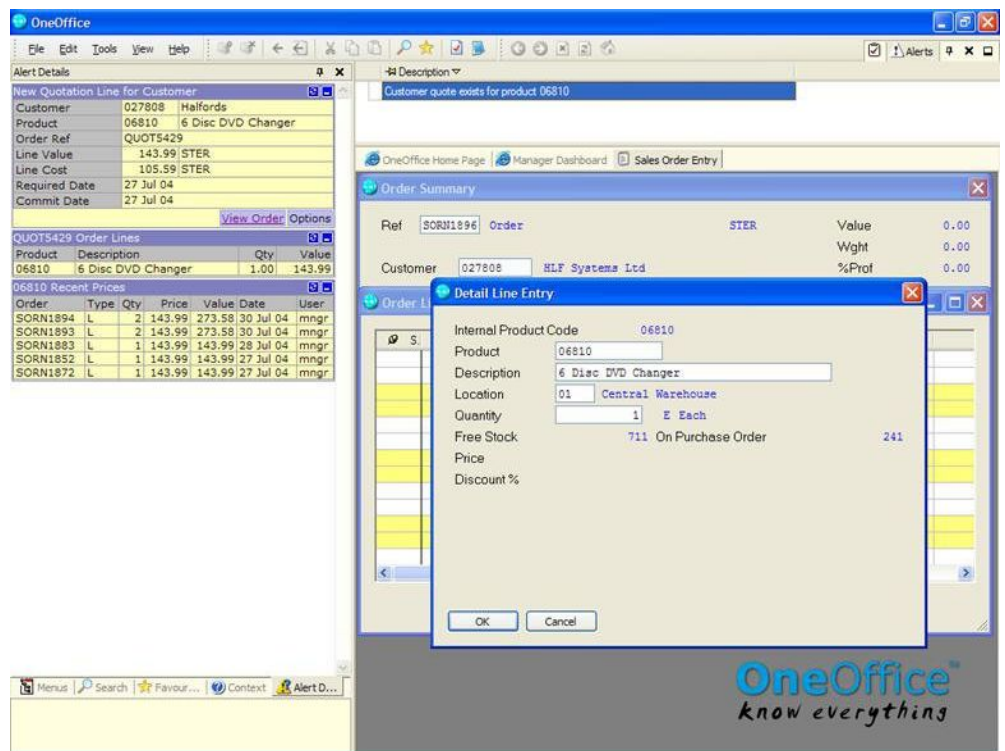 OneOffice
File Edit Tools View Help
Alerts
Alert Details
New Quotation Line for Customer
Customer 027808 Halfords
Product 06810 6 Disc DVD Changer
Order Ref QUOT5429
Line Value 143.99 STER
Line Cost 105.59 STER
Required Date 27 Jul 04
Commit Date 27 Jul 04
View Order Options
QUOT5429 Order Lines
Product Description Qty Value
06810 6 Disc DVD Changer 1.00 143.99
06810 Recent Prices
Order Type Qty Price Value Date User
SORN1894 L 2 143.99 273.58 30 Jul 04 mngr
SORN1893 L 2 143.99 273.58 30 Jul 04 mngr
SORN1883 L 1 143.99 143.99 28 Jul 04 mngr
SORN1852 L 1 143.99 143.99 27 Jul 04 mngr
SORN1872 L 1 143.99 143.99 27 Jul 04 mngr
Menus Search Favour... Context Alert D...
Description
Customer quote exists for product 06810
OneOffice Home Page Manager Dashboard Sales Order Entry
Order Summary
Ref SORN1896 Order STER Value 0.00
Wght 0.00
Customer 027808 HLF Systems Ltd %Prof 0.00
Order Li
S.
Detail Line Entry
Internal Product Code 06810
Product 06810
Description 6 Disc DVD Changer
Location 01 Central Warehouse
Quantity 1 E Each
Free Stock 711 On Purchase Order 241
Price
Discount %
OK Cancel
OneOffice™
know everything